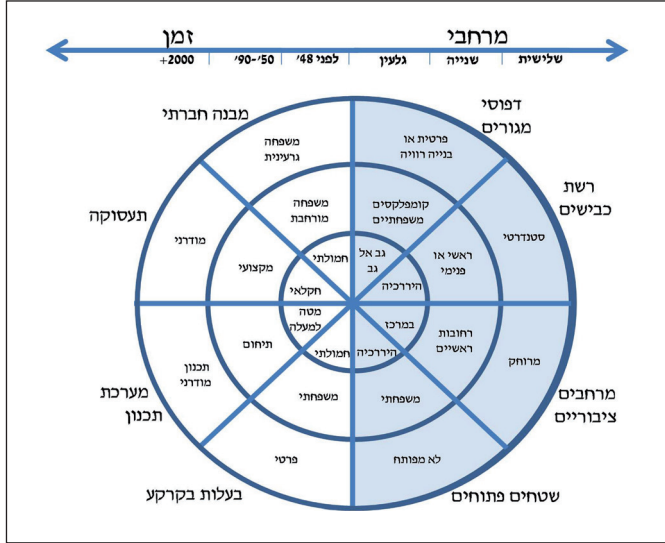 מרחבי
זמן
שלישית
שנייה
גלעין
לפני 48'
50'-90'
2000+
דפוסי
מגורים
מבנה חברתי
רשת
כבישים
תעסוקה
מרחבים
ציבוריים
מערכת
תכנון
שטחים פתוחים
בעלות בקרקע
פרטית או
בנייה רוויה
קומפלקסים
משפחתיים
גב אל
גב
סטנדרטי
ראשי או
פנימי
היררכיה
מרוחק
רחובות
ראשיים
במרכז
לא מפותח
משפחתי
היררכיה
משפחה
גרעינית
משפחה
מורחבת
חמולתי
מודרני
מקצועי
חקלאי
תכנון
מודרני
תיחום
מטה
למעלה
פרטי
משפחתי
חמולתי